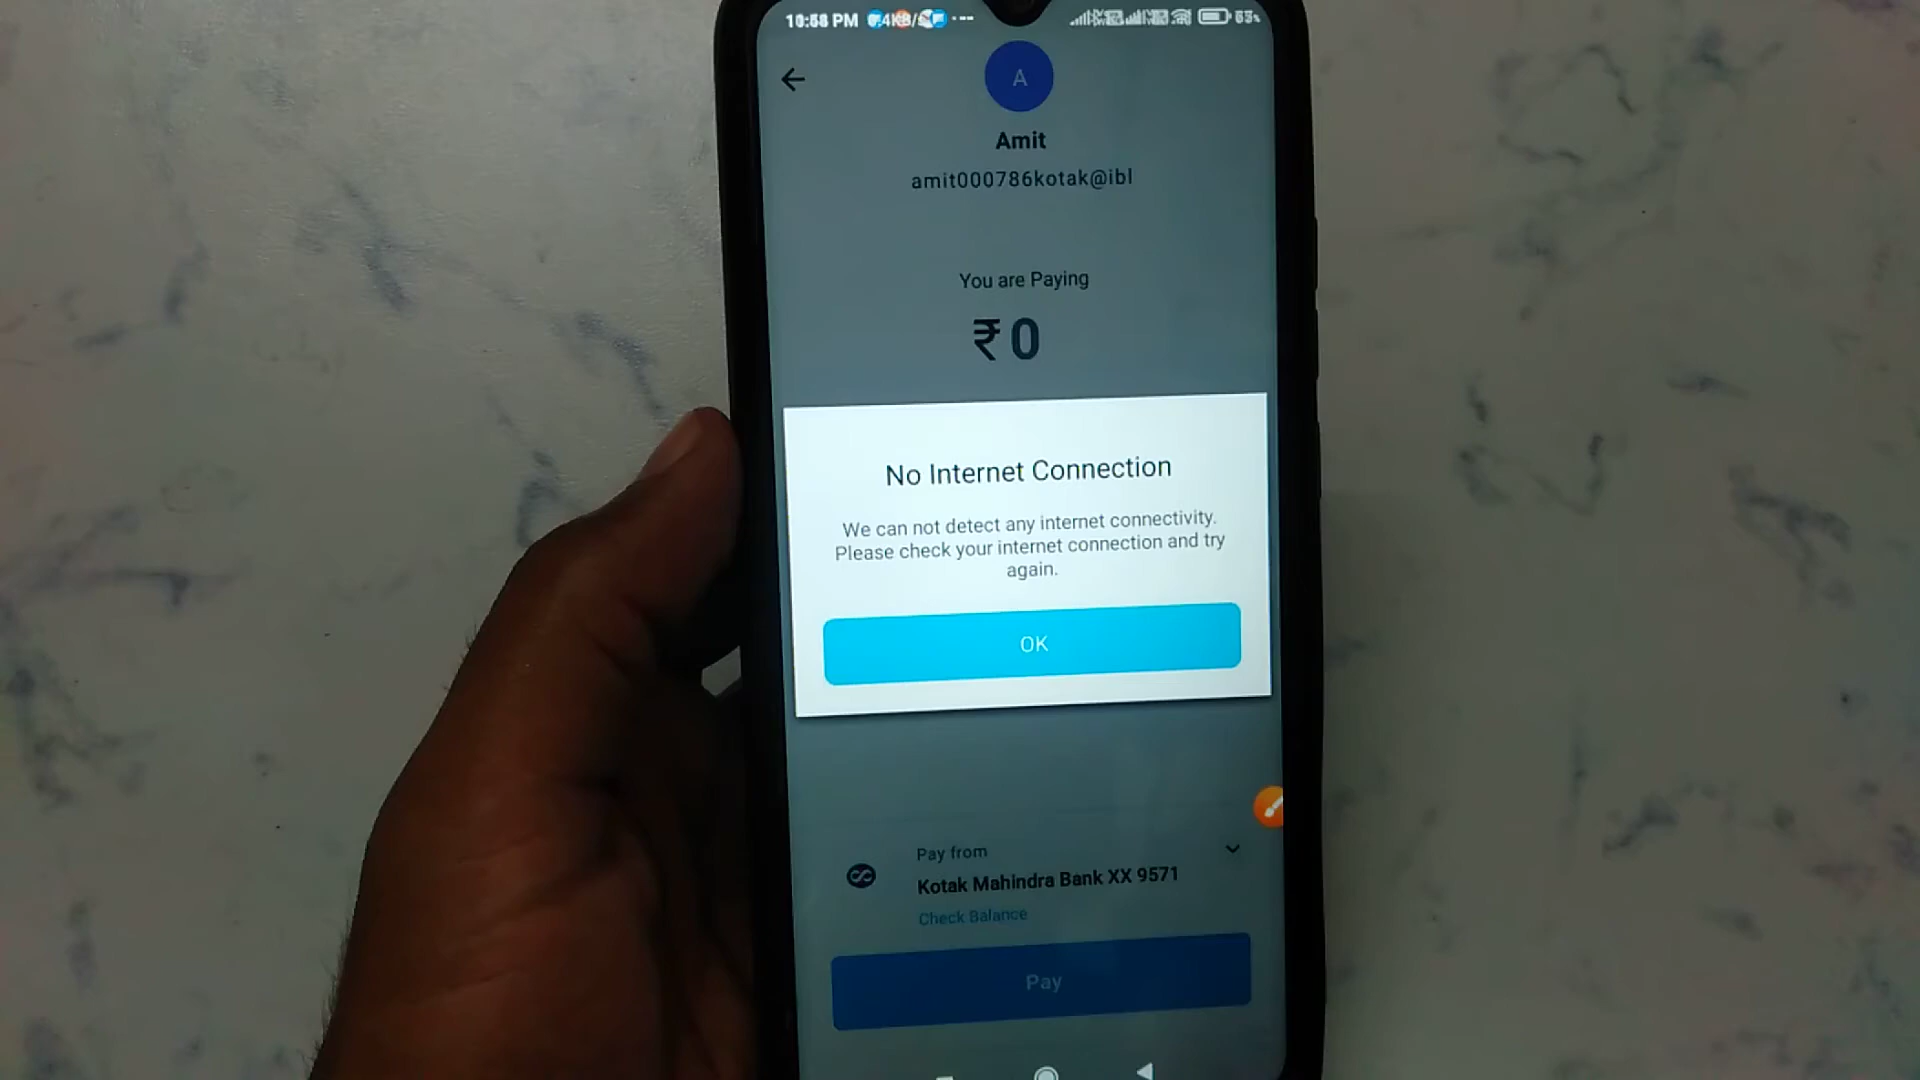 10:58 PM
A
Amit
amit000786kotak@ibl
You are Paying
₹0
No Internet Connection
We can not detect any internet connectivity.
Please check your internet connection and try
again.
OK
Pay from
Kotak Mahindra Bank XX 9571
Check Balance
Pay